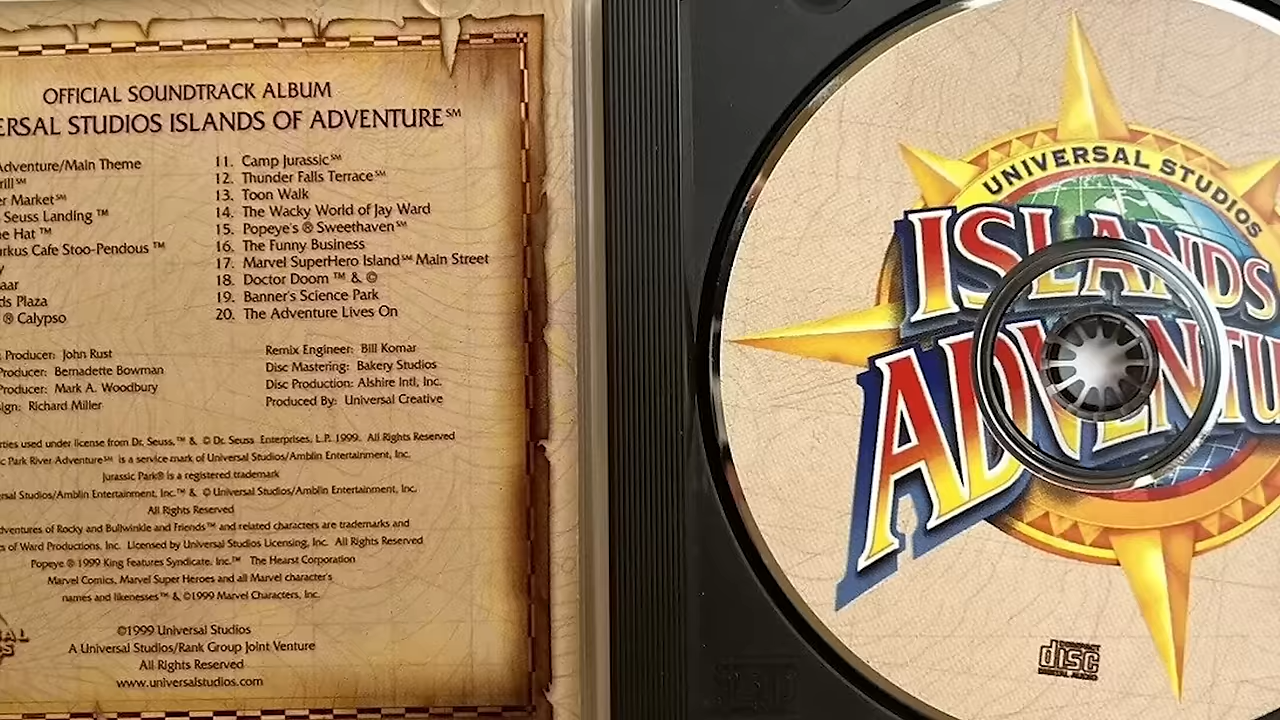 OFFICIAL SOUNDTRACK ALBUM
ERSAL STUDIOS ISLANDS OF ADVENTURE℠
Adventure/Main Theme
rill℠
er Market℠
Seuss Landing ™
e Hat ™
urkus Cafe Stoo-Pendous ™
y
aar
ds Plaza
® Calypso
11. Camp Jurassic℠
12. Thunder Falls Terrace℠
13. Toon Walk
14. The Wacky World of Jay Ward
15. Popeye's ® Sweethaven℠
16. The Funny Business
17. Marvel SuperHero Island℠ Main Street
18. Doctor Doom ™ & ©
19. Banner's Science Park
20. The Adventure Lives On
Producer: John Rust
Producer: Bernadette Bowman
Producer: Mark A. Woodbury
ign: Richard Miller
Remix Engineer: Bill Komar
Disc Mastering: Bakery Studios
Disc Production: Alshire Intl, Inc.
Produced By: Universal Creative
rties used under license from Dr. Seuss,™ & © Dr. Seuss Enterprises, L.P. 1999. All Rights Reserved
c Park River Adventure℠ is a service mark of Universal Studios/Amblin Entertainment, Inc.
Jurassic Park® is a registered trademark
rsal Studios/Amblin Entertainment, Inc.™ & © Universal Studios/Amblin Entertainment, Inc.
All Rights Reserved
dventures of Rocky and Bullwinkle and Friends™ and related characters are trademarks and
s of Ward Productions, Inc. Licensed by Universal Studios Licensing, Inc. All Rights Reserved
Popeye ® 1999 King Features Syndicate, Inc.™ The Hearst Corporation
Marvel Comics, Marvel Super Heroes and all Marvel character's
names and likenesses™ & ©1999 Marvel Characters, Inc.
©1999 Universal Studios
A Universal Studios/Rank Group Joint Venture
All Rights Reserved
www.universalstudios.com
UNIVERSAL STUDIOS
ISLANDS
ADVENTU
COMPACT
disc
DIGITAL AUDIO